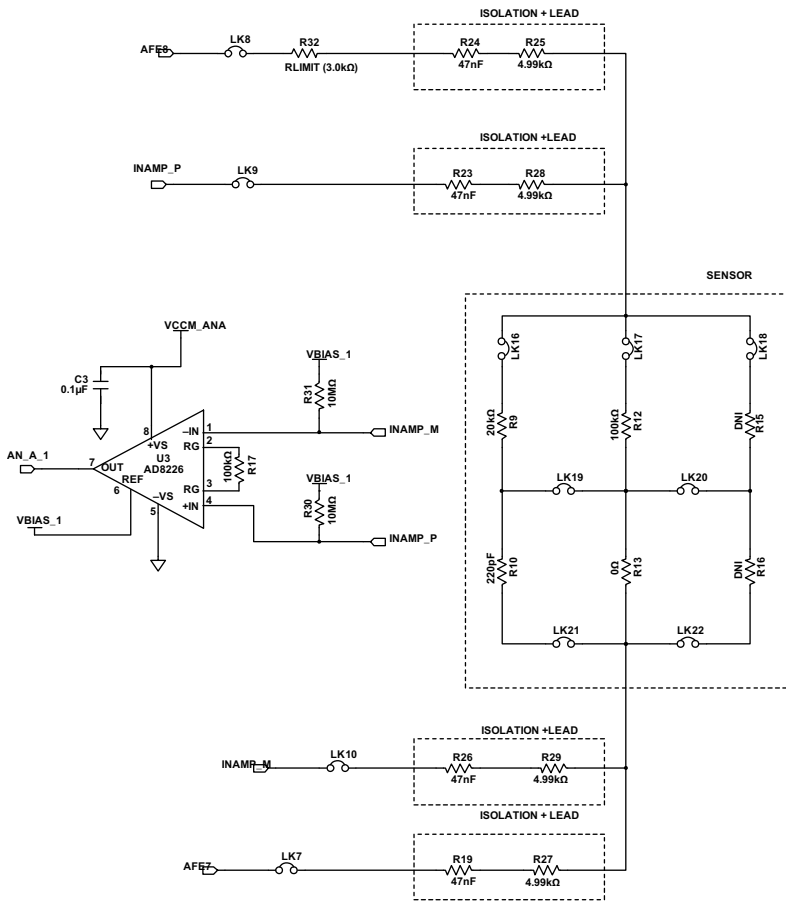 ISOLATION + LEAD
AFE8
LK8
R32
RLIMIT (3.0kΩ)
R24
47nF
R25
4.99kΩ
ISOLATION +LEAD
INAMP_P
LK9
R23
47nF
R28
4.99kΩ
SENSOR
VCCM_ANA
C3
0.1µF
VBIAS_1
R31
10MΩ
INAMP_M
8
+VS
–IN
1
RG
2
U3
AD8226
100kΩ
R17
AN_A_1
7
OUT
REF
6
–VS
5
RG
3
+IN
4
VBIAS_1
R30
10MΩ
INAMP_P
VBIAS_1
LK16
LK17
LK18
20kΩ
R9
100kΩ
R12
DNI
R15
LK19
LK20
220pF
R10
0Ω
R13
DNI
R16
LK21
LK22
ISOLATION +LEAD
INAMP_M
LK10
R26
47nF
R29
4.99kΩ
ISOLATION + LEAD
AFE7
LK7
R19
47nF
R27
4.99kΩ